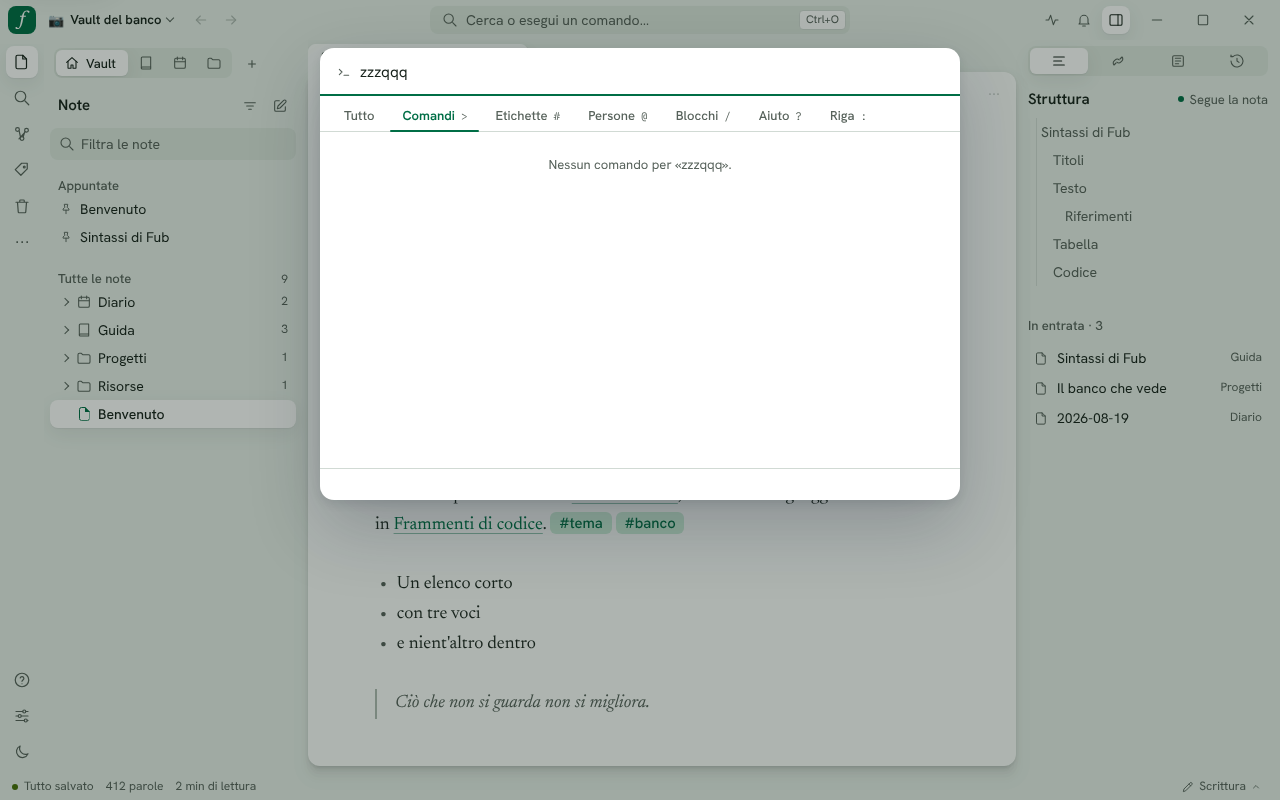 f
Vault del banco
Cerca o esegui un comando...
Ctrl+O
Vault
Note
Filtra le note
Appuntate
Benvenuto
Sintassi di Fub
Tutte le note 9
Diario 2
Guida 3
Progetti 1
Risorse 1
Benvenuto
zzzqqq
Tutto Comandi > Etichette # Persone @ Blocchi / Aiuto ? Riga :
Nessun comando per «zzzqqq».
in Frammenti di codice. #tema #banco
• Un elenco corto
• con tre voci
• e nient'altro dentro
Ciò che non si guarda non si migliora.
Struttura Segue la nota
Sintassi di Fub
Titoli
Testo
Riferimenti
Tabella
Codice
In entrata · 3
Sintassi di Fub Guida
Il banco che vede Progetti
2026-08-19 Diario
Tutto salvato 412 parole 2 min di lettura
Scrittura